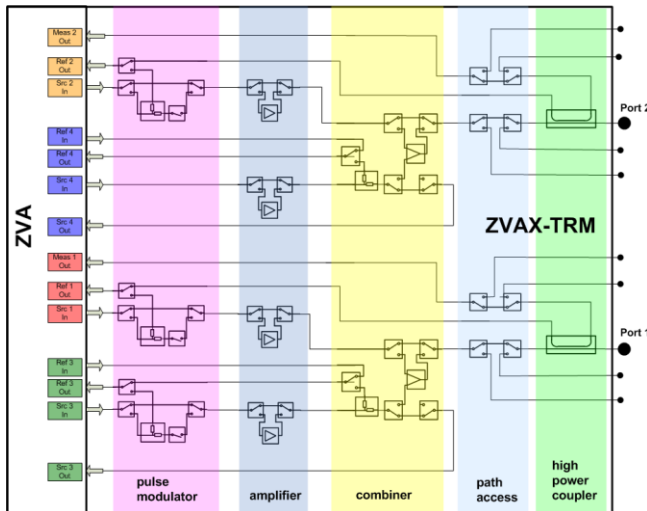 Meas 2
Out
Ref 2
Out
Src 2
In
Port 2
Ref 4
In
Ref 4
Out
Src 4
In
Src 4
Out
ZVA
ZVAX-TRM
Meas 1
Out
Ref 1
Out
Src 1
In
Port 1
Ref 3
In
Ref 3
Out
Src 3
In
Src 3
Out
pulse
modulator
amplifier
combiner
path
access
high
power
coupler